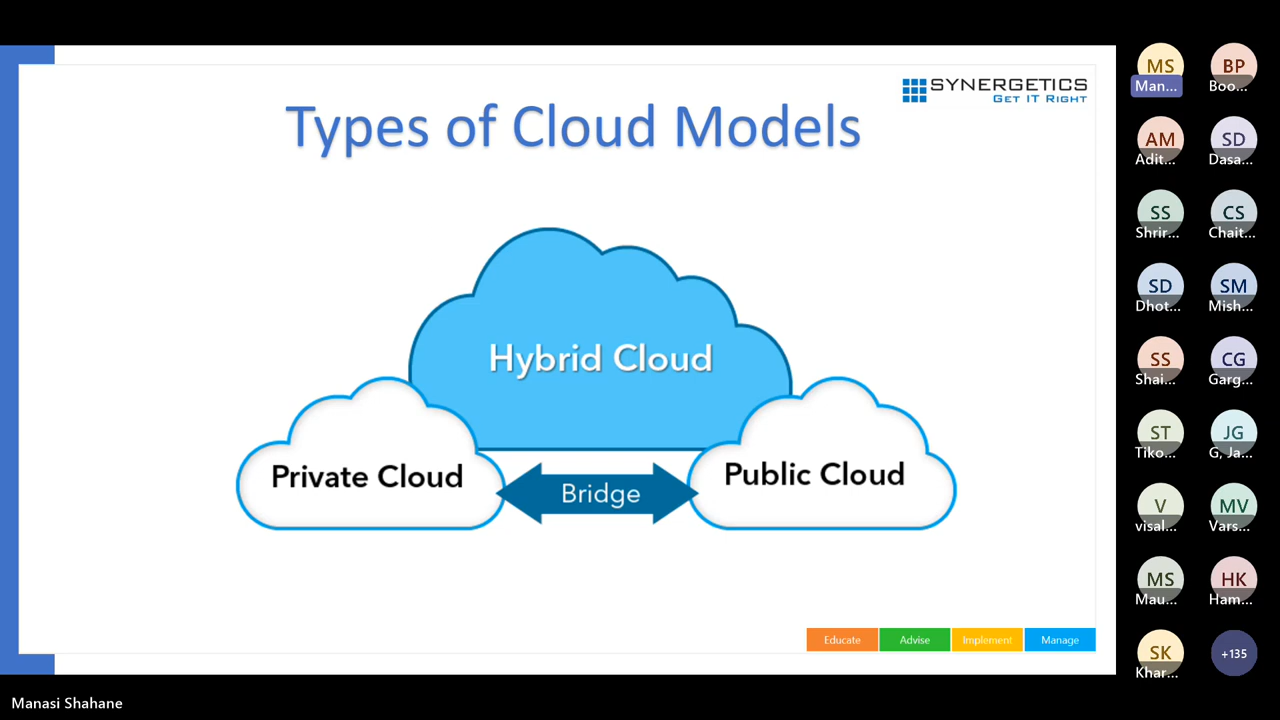 SYNERGETICS
GET IT RIGHT
Types of Cloud Models
Hybrid Cloud
Private Cloud
Bridge
Public Cloud
Educate
Advise
Implement
Manage
MS
Man...
BP
Boo...
AM
Adit...
SD
Dasa...
SS
Shrir...
CS
Chait...
SD
Dhot...
SM
Mish...
SS
Shai...
CG
Garg...
ST
Tiko...
JG
G, Ja...
V
visal...
MV
Vars...
MS
Mau...
HK
Ham...
SK
Khar...
+135
Manasi Shahane